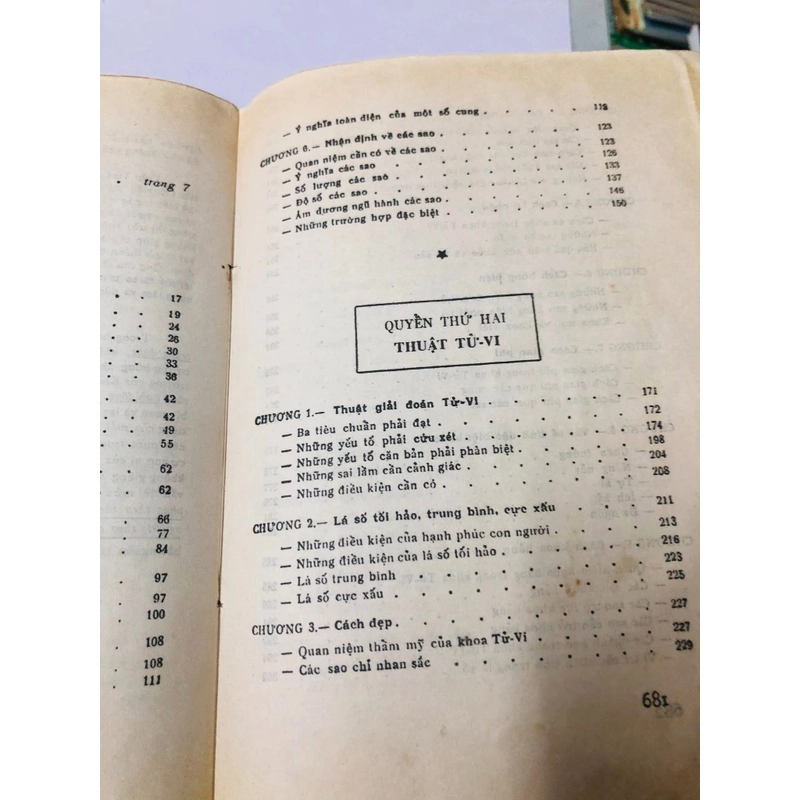 . trang 7
. 17
. 19
. 24
. 26
. 30
. 33
. 36
. 42
. 42
. 49
. 55
. 62
. 62
. 66
. 77
. 84
. 97
. 97
. 100
. 108
. 108
. 111
— Ý nghĩa toàn diện của một số cung . . . . . 118
CHƯƠNG 6.— Nhận định về các sao . . . . . 123
— Quan niệm cần có về các sao . . . . . 123
— Ý nghĩa các sao . . . . . 126
— Số lượng các sao . . . . . 133
— Độ số các sao . . . . . 137
— Âm dương ngũ hành các sao . . . . . 146
— Những trường hợp đặc biệt . . . . . 150
QUYỀN THỨ HAI
THUẬT TỬ-VI
CHƯƠNG 1.— Thuật giải đoán Tử-Vi . . . . . 171
— Ba tiêu chuẩn phải đạt . . . . . 172
— Những yếu tố phải cứu xét . . . . . 174
— Những yếu tố căn bản phải phân biệt . . . . . 198
— Những sai lầm cần cảnh giác . . . . . 204
— Những điều kiện cần có . . . . . 208
CHƯƠNG 2.— Lá số tối hảo, trung bình, cực xấu . . . 211
— Những điều kiện của hạnh phúc con người . . . . 213
— Những điều kiện của lá số tối hảo . . . . . 216
— Lá số trung bình . . . . . 223
— Lá số cực xấu . . . . . 225
CHƯƠNG 3.— Cách đẹp . . . . . 227
— Quan niệm thẩm mỹ của khoa Tử-Vi . . . . . 227
— Các sao chỉ nhan sắc . . . . . 229
681